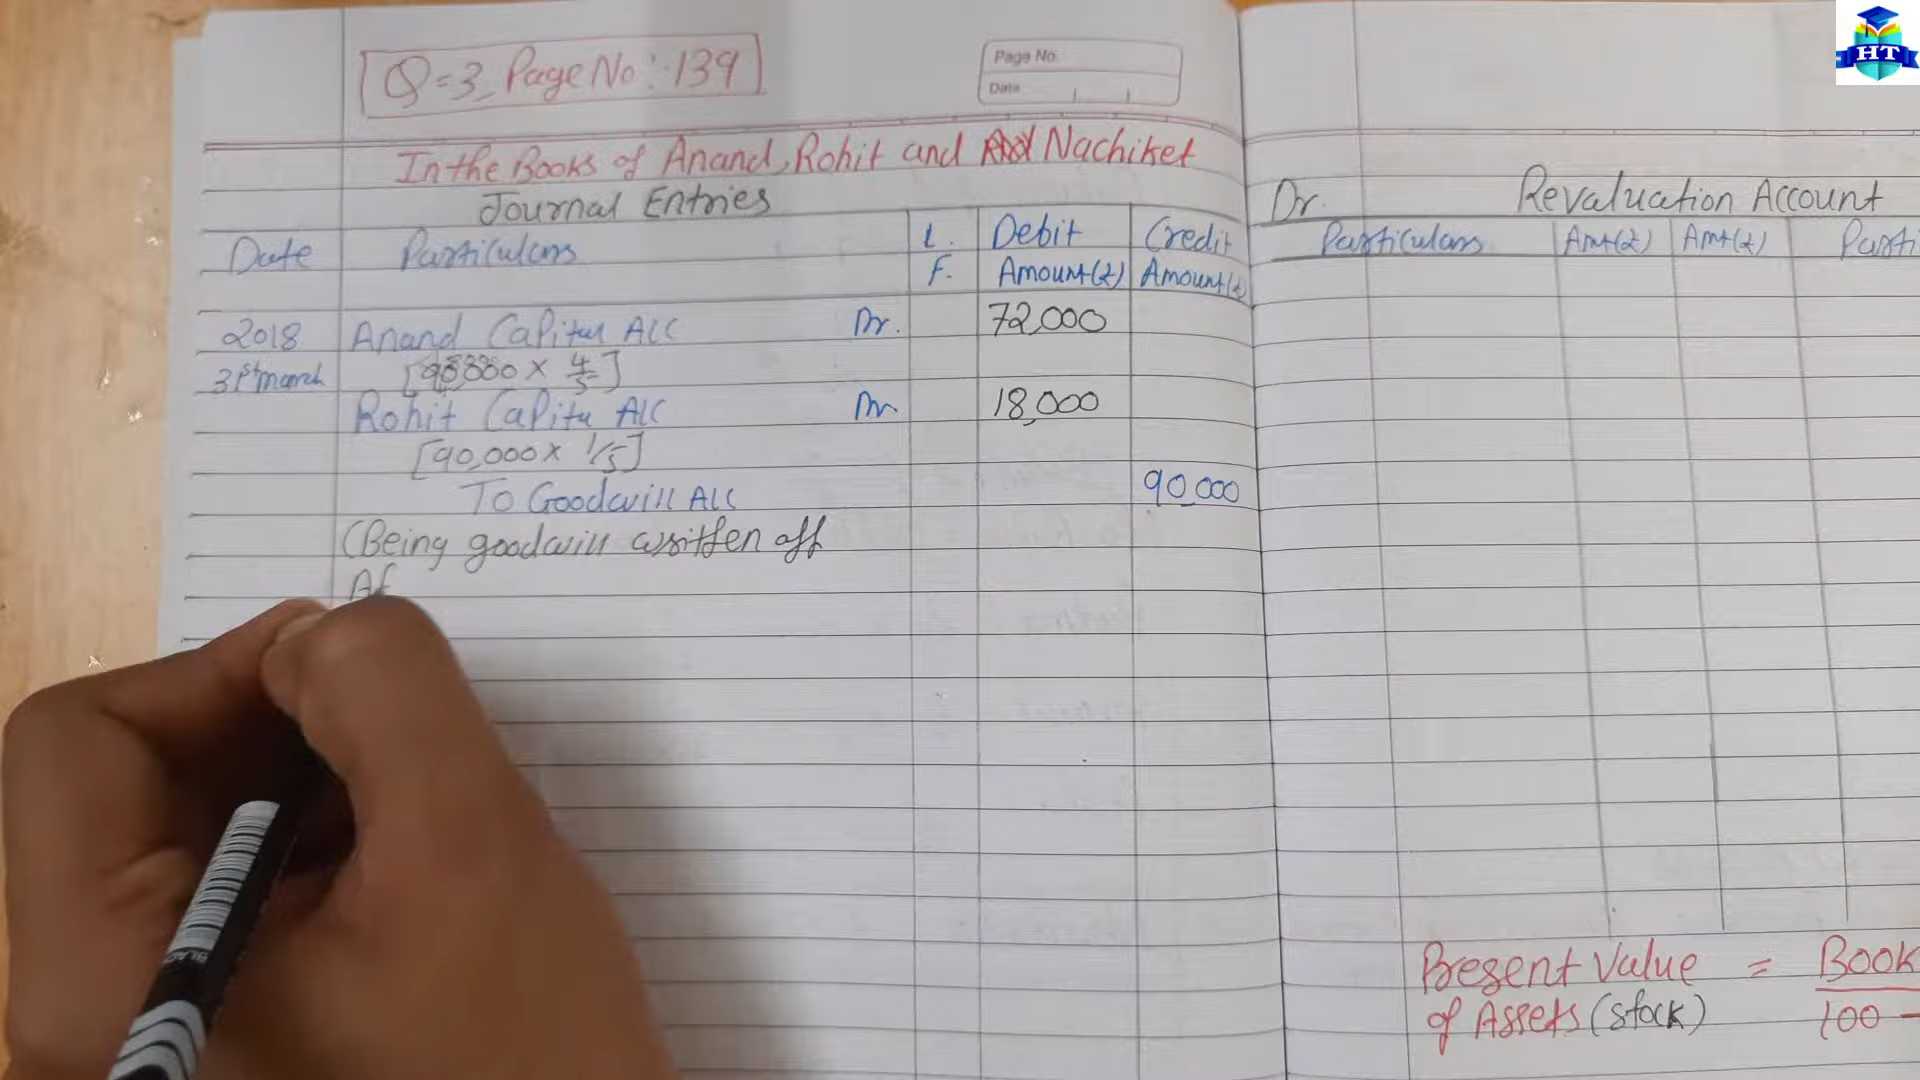 HT
Q=3, Page No:-139
Page No.
Date
In the Books of Anand, Rohit and Nachiket
Journal Entries
Date Particulars L. F. Debit Amount(₹) Credit Amount(₹)
2018 Anand Capital A/C Dr. 72,000
31st march [90,000 × 4/5]
Rohit Capita A/C Dr. 18,000
[90,000 × 1/5]
To Goodwill A/C 90,000
(Being goodwill written off
Af
Dr. Revaluation Account
Particulars Amt(₹) Amt(₹) Parti
Present Value = Book
of Assets (stock) 100 -